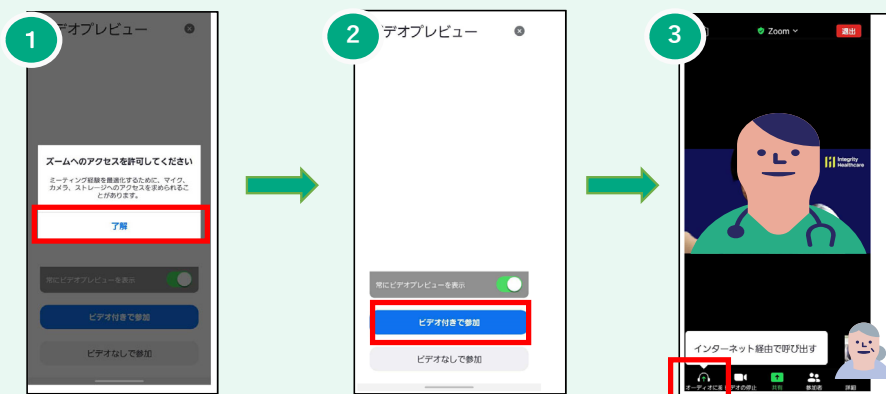 1
デオプレビュー
ズームへのアクセスを許可してください
ミーティング経験を最適化するために、マイク、
カメラ、ストレージへのアクセスを求められるこ
とがあります。
了解
常にビデオプレビューを表示
ビデオ付きで参加
ビデオなしで参加
2
デオプレビュー
常にビデオプレビューを表示
ビデオ付きで参加
ビデオなしで参加
3
Zoom
退出
Integrity
Healthcare
インターネット経由で呼び出す
オーディオに参
デオの停止
共有
参加者
詳細